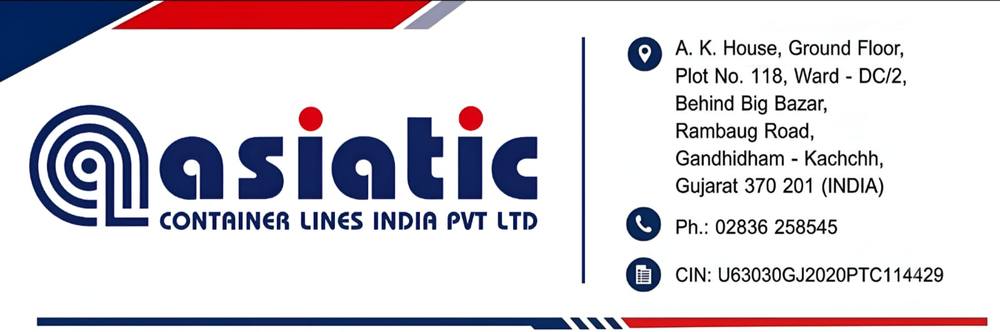 asiatic
CONTAINER LINES INDIA PVT LTD
A. K. House, Ground Floor,
Plot No. 118, Ward - DC/2,
Behind Big Bazar,
Rambaug Road,
Gandhidham - Kachchh,
Gujarat 370 201 (INDIA)
Ph.: 02836 258545
CIN: U63030GJ2020PTC114429